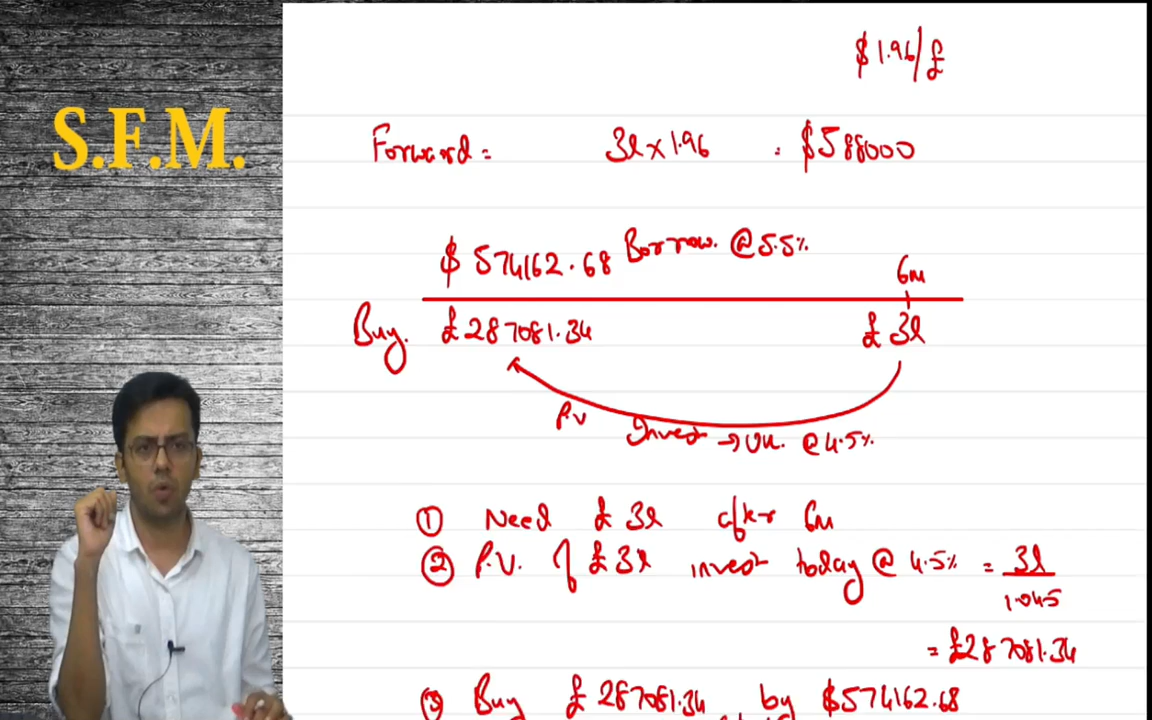 S.F.M.
$1.96/£
Forward = 3l x 1.96 = $588000
$ 574162.68 Borrow. @5.5%
6m
Buy. £287081.34 £ 3l
P.V
Invest → UK. @4.5%
① Need £ 3l after 6m
② P.V. of £3l invest today @ 4.5% = 3l
1.045
= £287081.34
③ Buy £ 287081.34 by $574162.68